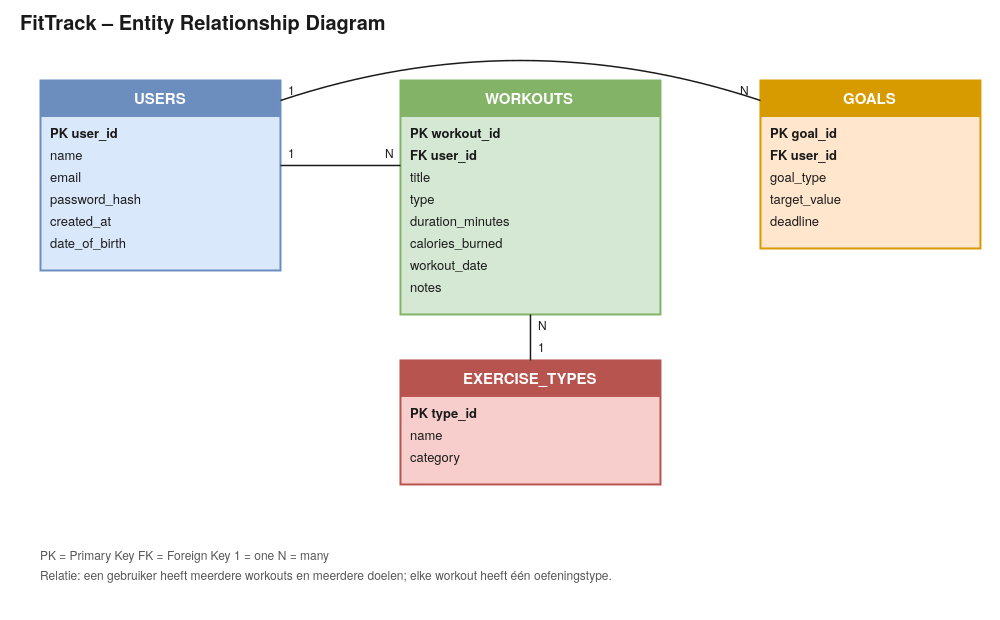 FitTrack – Entity Relationship Diagram
1
N
USERS
PK user_id
name
email
password_hash
created_at
date_of_birth
1
N
WORKOUTS
PK workout_id
FK user_id
title
type
duration_minutes
calories_burned
workout_date
notes
GOALS
PK goal_id
FK user_id
goal_type
target_value
deadline
N
1
EXERCISE_TYPES
PK type_id
name
category
PK = Primary Key FK = Foreign Key 1 = one N = many
Relatie: een gebruiker heeft meerdere workouts en meerdere doelen; elke workout heeft één oefeningstype.